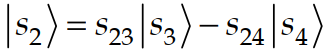 |s₂⟩ = s₂₃|s₃⟩ − s₂₄|s₄⟩